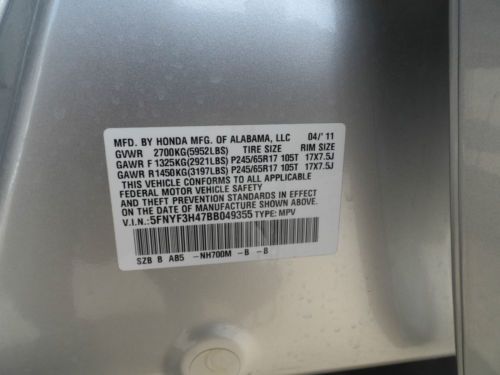 MFD. BY HONDA MFG. OF ALABAMA, LLC 04/'11
GVWR 2700KG(5952LBS) TIRE SIZE RIM SIZE
GAWR F 1325KG(2921LBS) P245/65R17 105T 17X7.5J
GAWR R 1450KG(3197LBS) P245/65R17 105T 17X7.5J
THIS VEHICLE CONFORMS TO ALL APPLICABLE
FEDERAL MOTOR VEHICLE SAFETY
AND THEFT PREVENTION STANDARDS IN EFFECT
ON THE DATE OF MANUFACTURE SHOWN ABOVE.
V.I.N.: 5FNYF3H47BB049355 TYPE: MPV
SZB B AB5 -NH700M -B -B